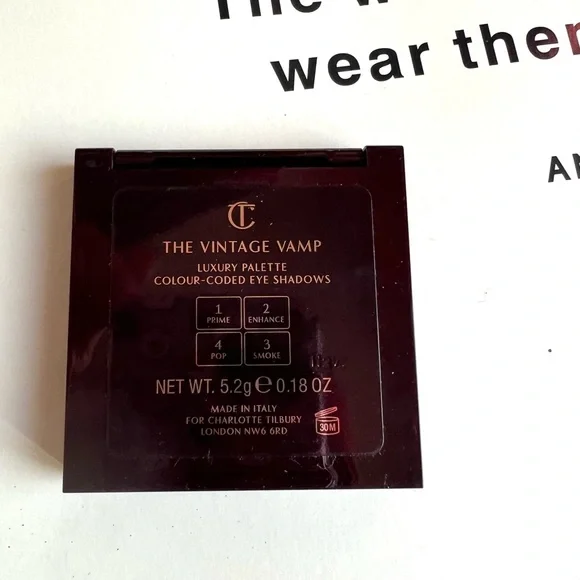 The w
wear ther
AN
CT
THE VINTAGE VAMP
LUXURY PALETTE
COLOUR-CODED EYE SHADOWS
1 2
PRIME ENHANCE
4 3
POP SMOKE
NET WT. 5.2g e 0.18 OZ
MADE IN ITALY
FOR CHARLOTTE TILBURY
LONDON NW6 6RD
30M